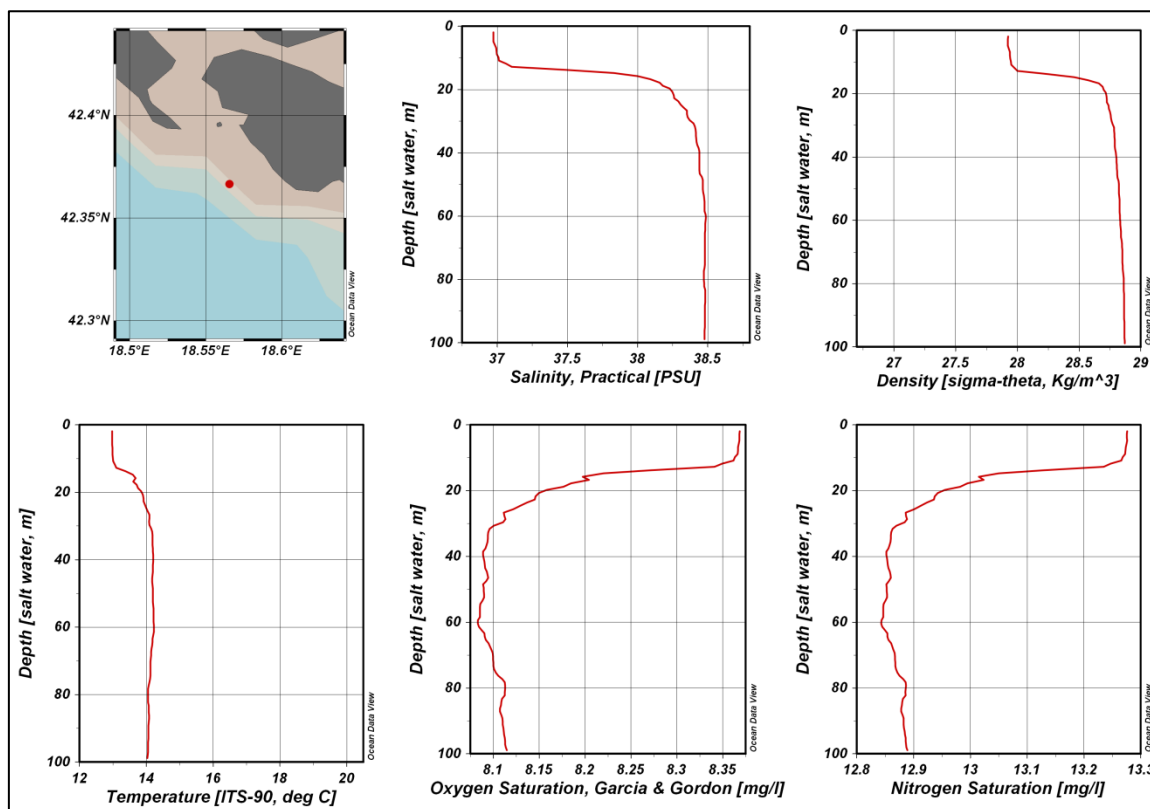 42.4°N
42.35°N
42.3°N
18.5°E 18.55°E 18.6°E
Ocean Data View
Depth [salt water, m]
0
20
40
60
80
100
37 37.5 38 38.5
Salinity, Practical [PSU]
Ocean Data View
Depth [salt water, m]
0
20
40
60
80
100
27 27.5 28 28.5 29
Density [sigma-theta, Kg/m^3]
Ocean Data View
Depth [salt water, m]
0
20
40
60
80
100
12 14 16 18 20
Temperature [ITS-90, deg C]
Ocean Data View
Depth [salt water, m]
0
20
40
60
80
100
8.1 8.15 8.2 8.25 8.3 8.35
Oxygen Saturation, Garcia & Gordon [mg/l]
Ocean Data View
Depth [salt water, m]
0
20
40
60
80
100
12.8 12.9 13 13.1 13.2 13.3
Nitrogen Saturation [mg/l]
Ocean Data View